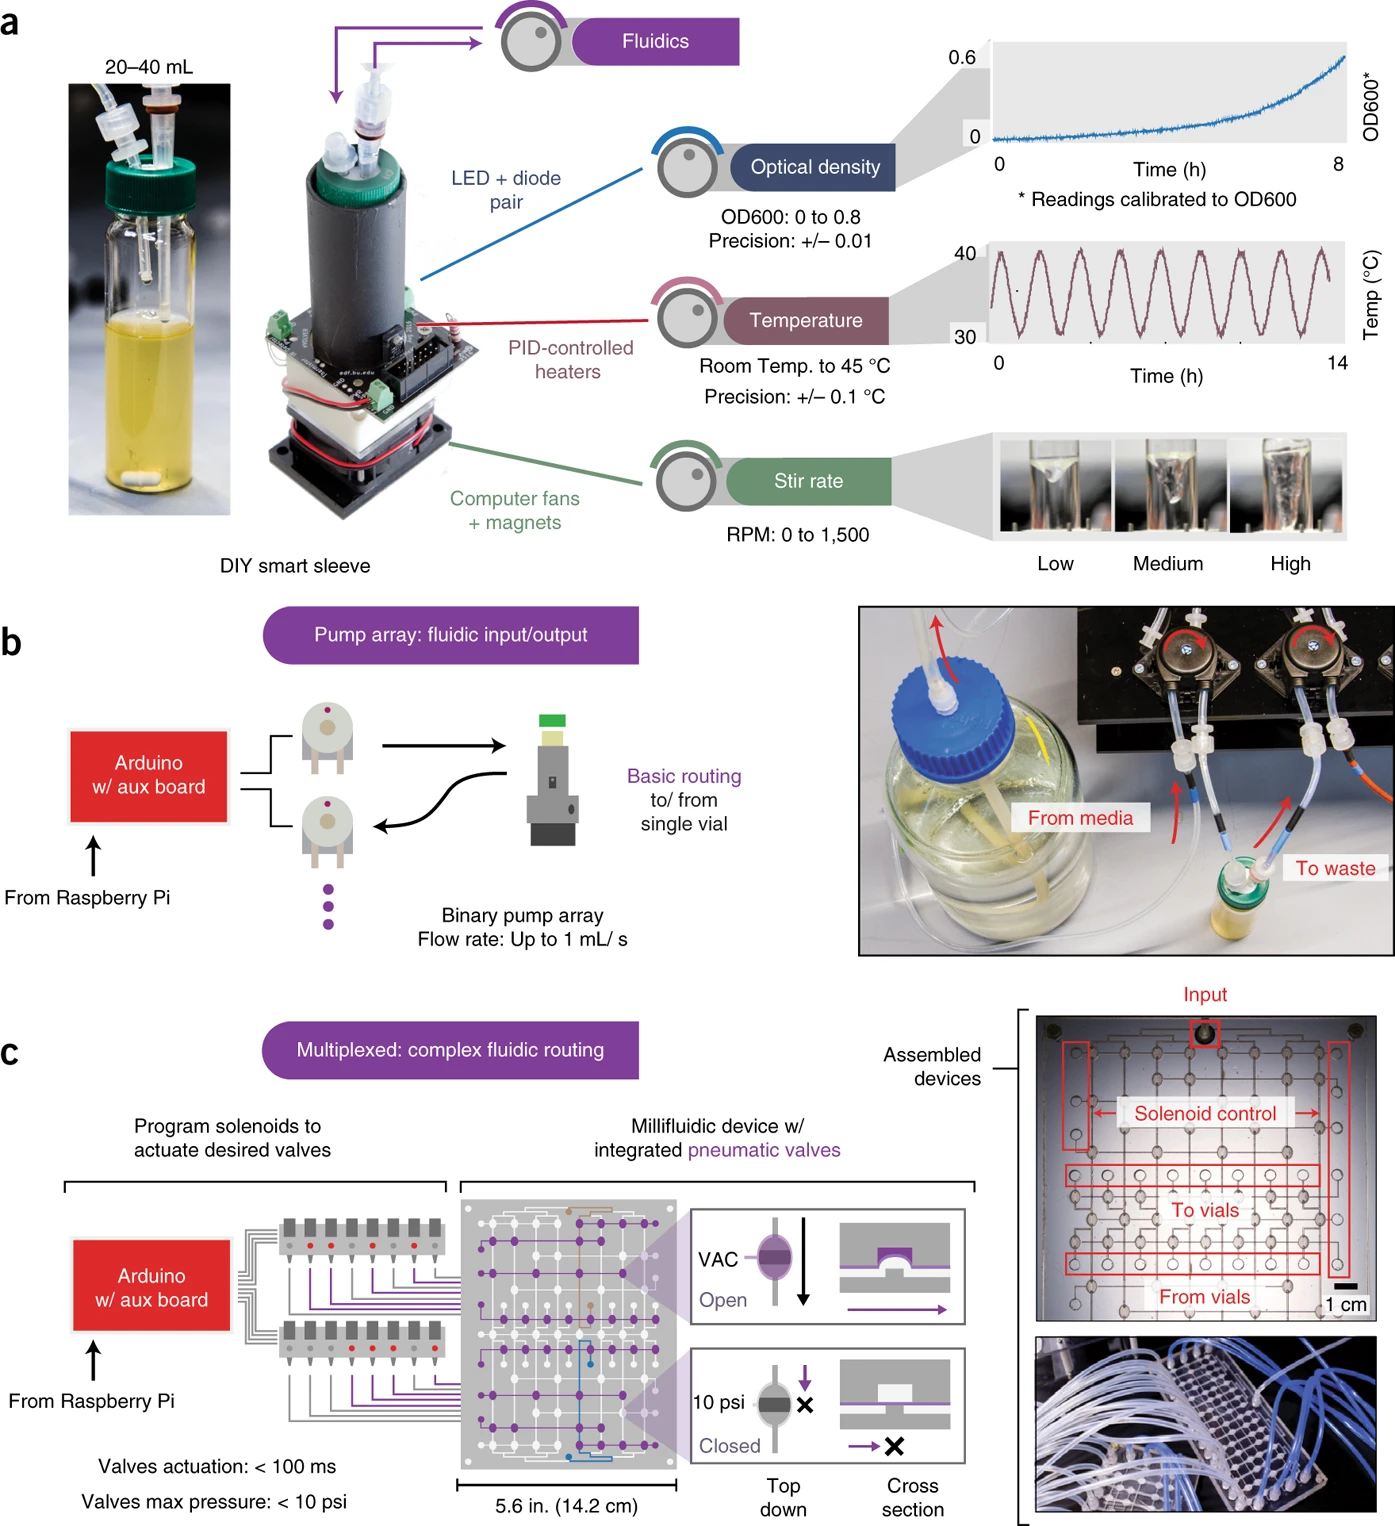 a
20–40 mL
Fluidics
LED + diode
pair
Optical density
OD600: 0 to 0.8
Precision: +/– 0.01
0.6
0
0
8
Time (h)
OD600*
* Readings calibrated to OD600
PID-controlled
heaters
Temperature
Room Temp. to 45 °C
Precision: +/– 0.1 °C
40
30
0
14
Time (h)
Temp (°C)
Computer fans
+ magnets
Stir rate
RPM: 0 to 1,500
Low
Medium
High
DIY smart sleeve
b
Pump array: fluidic input/output
Arduino
w/ aux board
From Raspberry Pi
Basic routing
to/ from
single vial
Binary pump array
Flow rate: Up to 1 mL/ s
From media
To waste
c
Multiplexed: complex fluidic routing
Program solenoids to
actuate desired valves
Millifluidic device w/
integrated pneumatic valves
Arduino
w/ aux board
From Raspberry Pi
Valves actuation: < 100 ms
Valves max pressure: < 10 psi
5.6 in. (14.2 cm)
VAC
Open
10 psi
Closed
Top
down
Cross
section
Assembled
devices
Input
Solenoid control
To vials
From vials
1 cm